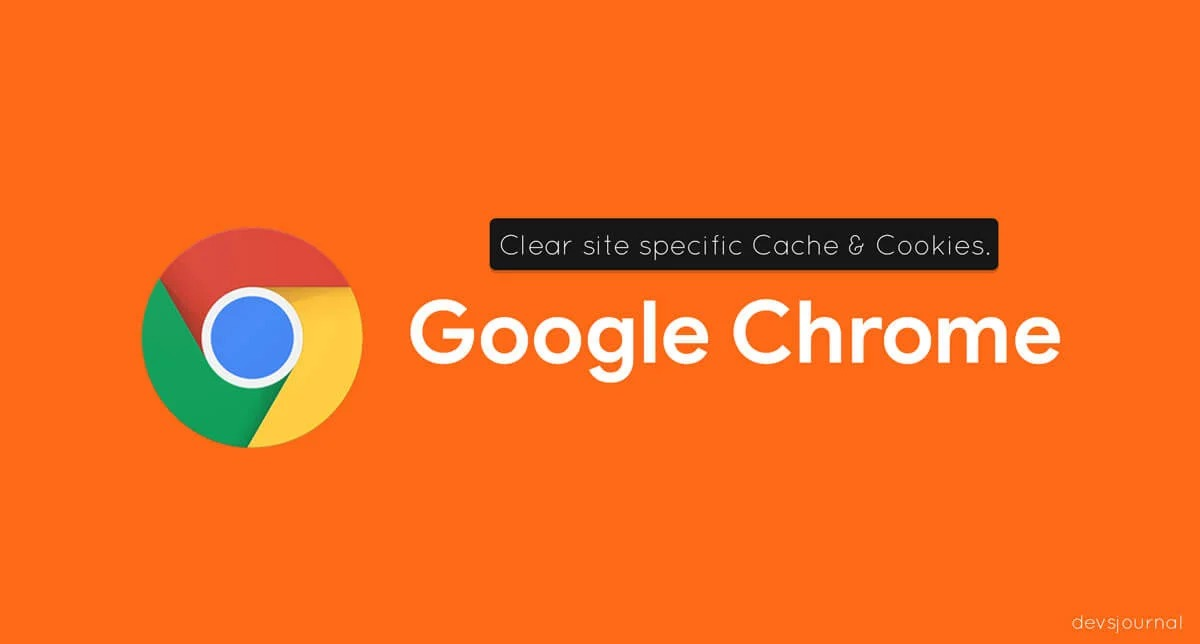 Clear site specific Cache & Cookies.
Google Chrome
devsjournal